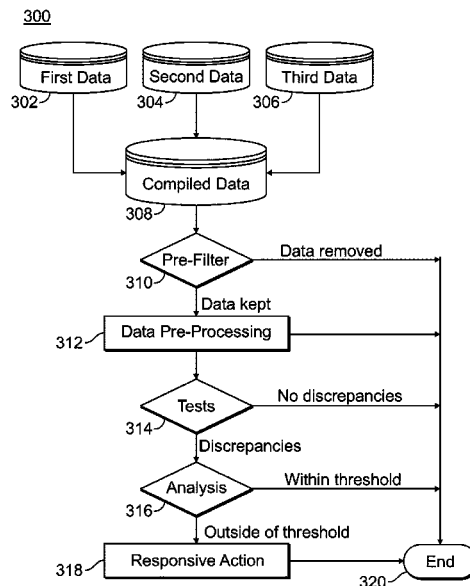 300
First Data
Second Data
Third Data
302
304
306
Compiled Data
308
Pre-Filter
Data removed
310
Data kept
312
Data Pre-Processing
Tests
No discrepancies
314
Discrepancies
Analysis
Within threshold
316
Outside of threshold
318
Responsive Action
End
320